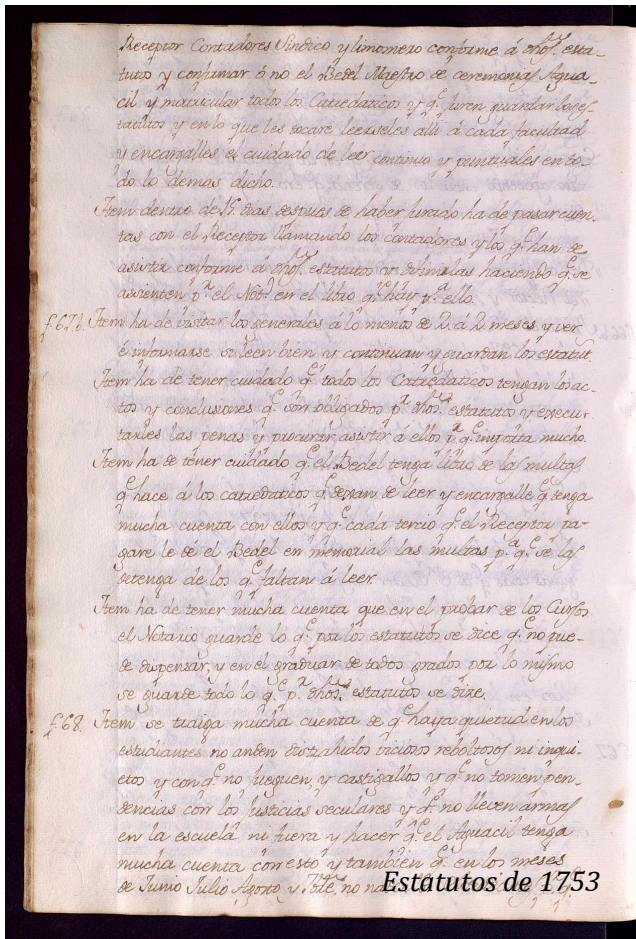 Receptor Contadores Sindico y limosnero conforme á dhos. esta-
tutos y confirmar ó no el Bedel Maestro de ceremonias Agua-
cil y matricular todos los Catredaticos y q.e juren guardar los es-
tatutos y en lo que les tocare leerseles alli á cada facultad
y encargalles el cuidado de leer continuo y puntuales en to-
do lo demas dicho.
Item dentro de 15 dias despues de haber jurado ha de pasar cuen-
tas con el Receptor llamando los contadores y los q.e han de
asistir conforme á dhos. estatutos y difinirlas haciendo q.e se
assienten p.r el Not.o en el libro q.e hay p.a ello.
f. 67. b. Item ha de visitar los generales á lo menos de 2 á 2 meses y ver
é informarse si leen bien y continuan y guardan los estatut.
Item ha de tener cuidado q.e todos los Catredaticos tengan los ac-
tos y conclusiones q.e son obligados p.r dhos. estatutos y execu-
tarles las penas y procurar asistir á ello p.r q.e importa mucho.
Item ha de tener cuidado q.e el Bedel tenga libro de las multas
q.e hace á los catredaticos q.e dejan de leer y encargalle q.e tenga
mucha cuenta con ellos y q.e cada tercio q.e el Receptor pa-
gare le dé el Bedel en memorial las multas p.a q.e se las
detenga de los q.e faltan á leer
Item ha de tener mucha cuenta que en el probar de los Cursos
el Notario guarde lo q.e por los estatutos se dice q.e no pue-
de dispensar, y en el graduar de todos grados por lo mismo
se guarde todo lo q.e p.r dhos. estatutos se dize.
f. 68. Item se traiga mucha cuenta de q.e haya quietud en los
estudiantes no anden distrahidos viciosos reboltosos ni inqui-
etos y con q.e no jueguen y castigallos y q.e no tomen pen-
dencias con los Justicias seculares y q.e no lleven armas
en la escuela ni fuera y hacer q.e el Aguacil tenga
mucha cuenta con esto y tambien q.e en los meses
de Junio Julio Agosto y 7bre no
Estatutos de 1753